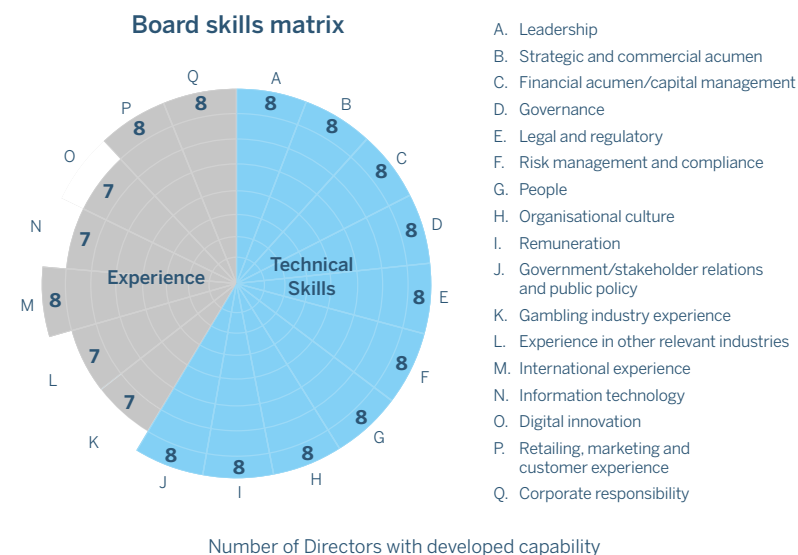 Board skills matrix
A
B
C
D
E
F
G
H
I
J
K
L
M
N
O
P
Q
8
8
8
8
8
8
8
8
8
8
7
7
8
7
7
8
8
Experience
Technical
Skills
A. Leadership
B. Strategic and commercial acumen
C. Financial acumen/capital management
D. Governance
E. Legal and regulatory
F. Risk management and compliance
G. People
H. Organisational culture
I. Remuneration
J. Government/stakeholder relations
and public policy
K. Gambling industry experience
L. Experience in other relevant industries
M. International experience
N. Information technology
O. Digital innovation
P. Retailing, marketing and
customer experience
Q. Corporate responsibility
Number of Directors with developed capability